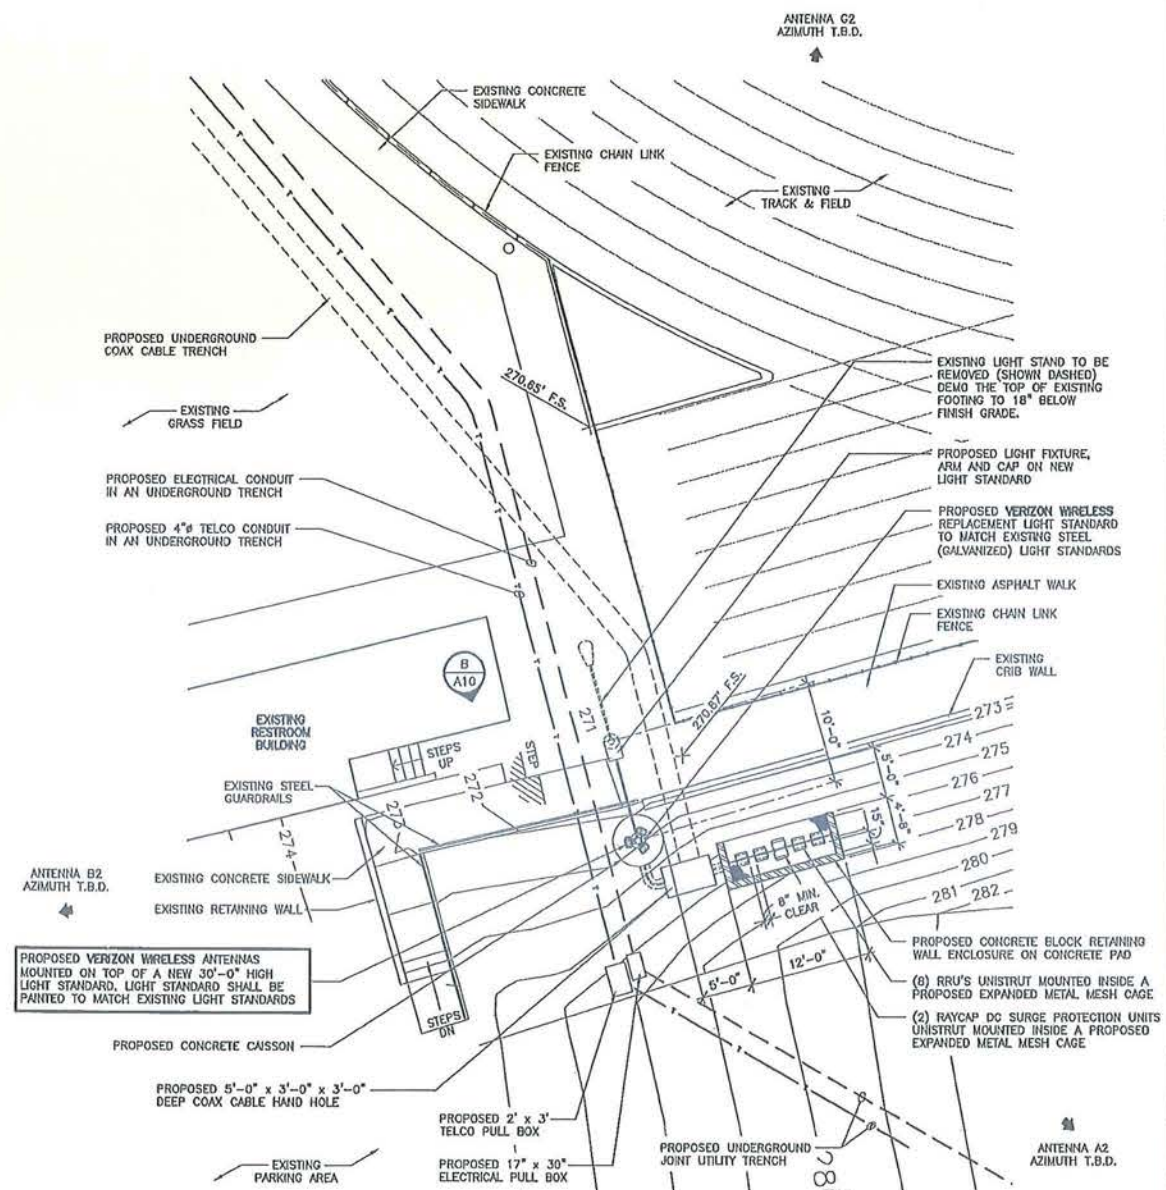 ANTENNA C2
AZIMUTH T.B.D.
EXISTING CONCRETE
SIDEWALK
EXISTING CHAIN LINK
FENCE
EXISTING
TRACK & FIELD
PROPOSED UNDERGROUND
COAX CABLE TRENCH
EXISTING
GRASS FIELD
270.65' F.S.
EXISTING LIGHT STAND TO BE
REMOVED (SHOWN DASHED)
DEMO THE TOP OF EXISTING
FOOTING TO 18" BELOW
FINISH GRADE.
PROPOSED LIGHT FIXTURE,
ARM AND CAP ON NEW
LIGHT STANDARD
PROPOSED ELECTRICAL CONDUIT
IN AN UNDERGROUND TRENCH
PROPOSED 4"ø TELCO CONDUIT
IN AN UNDERGROUND TRENCH
PROPOSED VERIZON WIRELESS
REPLACEMENT LIGHT STANDARD
TO MATCH EXISTING STEEL
(GALVANIZED) LIGHT STANDARDS
EXISTING ASPHALT WALK
EXISTING CHAIN LINK
FENCE
EXISTING
CRIB WALL
B
A10
EXISTING
RESTROOM
BUILDING
STEPS
UP
STEP
271
272
273
274
270.87' F.S.
10'-0"
5'-0"
4'-8"
15"
273
274
275
276
277
278
279
280
281
282
EXISTING STEEL
GUARDRAILS
ANTENNA B2
AZIMUTH T.B.D.
EXISTING CONCRETE SIDEWALK
EXISTING RETAINING WALL
8" MIN.
CLEAR
12'-0"
5'-0"
PROPOSED VERIZON WIRELESS ANTENNAS
MOUNTED ON TOP OF A NEW 30'-0" HIGH
LIGHT STANDARD. LIGHT STANDARD SHALL BE
PAINTED TO MATCH EXISTING LIGHT STANDARDS
STEPS
DN
PROPOSED CONCRETE BLOCK RETAINING
WALL ENCLOSURE ON CONCRETE PAD
(8) RRU'S UNISTRUT MOUNTED INSIDE A
PROPOSED EXPANDED METAL MESH CAGE
(2) RAYCAP DC SURGE PROTECTION UNITS
UNISTRUT MOUNTED INSIDE A PROPOSED
EXPANDED METAL MESH CAGE
PROPOSED CONCRETE CAISSON
PROPOSED 5'-0" x 3'-0" x 3'-0"
DEEP COAX CABLE HAND HOLE
PROPOSED 2' x 3'
TELCO PULL BOX
PROPOSED 17" x 30"
ELECTRICAL PULL BOX
PROPOSED UNDERGROUND
JOINT UTILITY TRENCH
EXISTING
PARKING AREA
ANTENNA A2
AZIMUTH T.B.D.